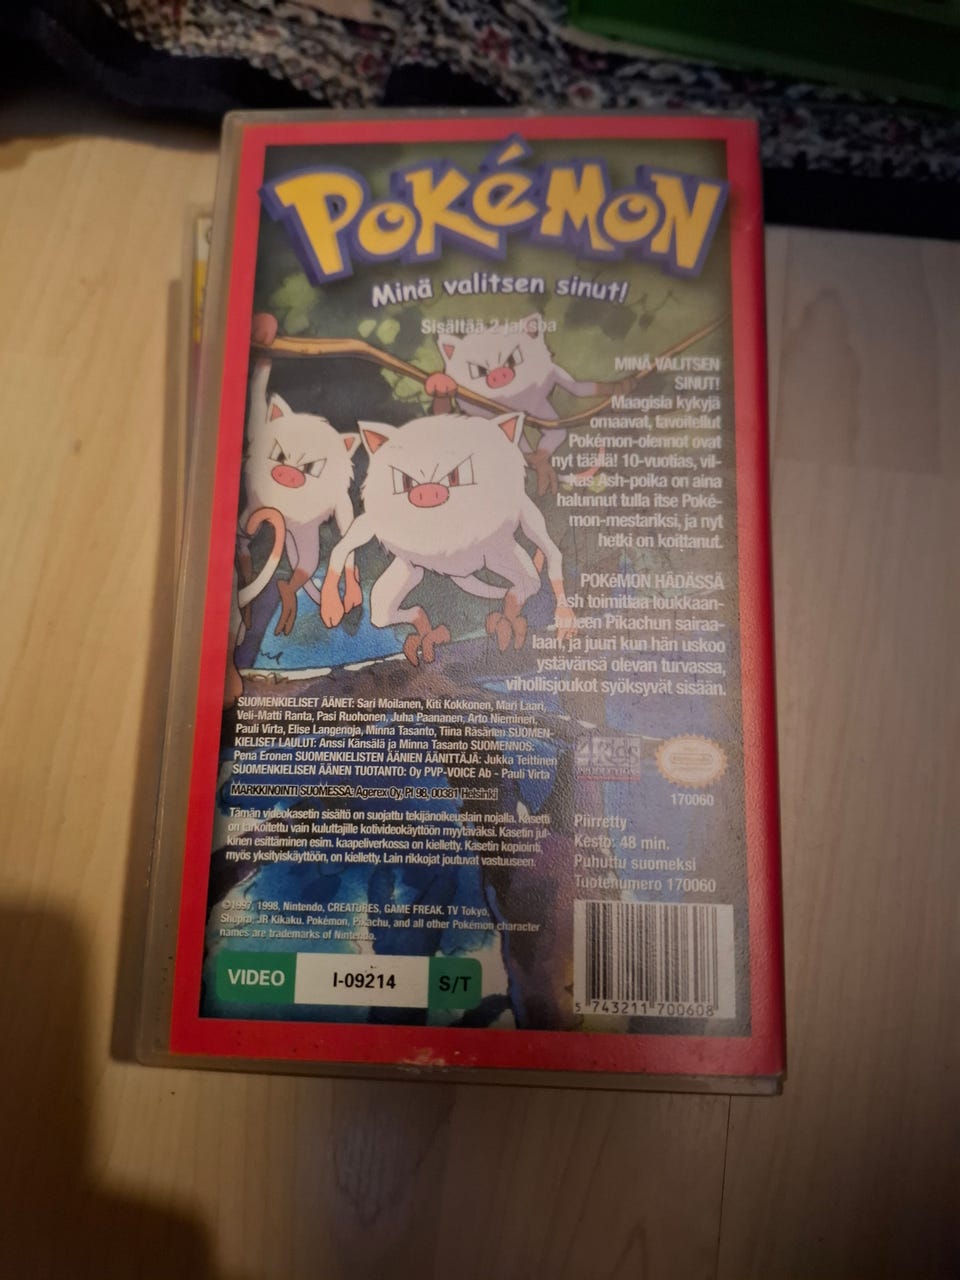 POKéMON
Minä valitsen sinut!
Sisältää 2 jaksoa
MINÄ VALITSEN
SINUT!
Maagisia kykyjä
omaavat, tavoitellut
Pokémon-olennot ovat
nyt täällä! 10-vuotias, vil-
kas Ash-poika on aina
halunnut tulla itse Poké-
mon-mestariksi, ja nyt
hetki on koittanut.
POKéMON HÄDÄSSÄ
Ash toimittaa loukkaan-
tuneen Pikachun sairaa-
laan, ja juuri kun hän uskoo
ystävänsä olevan turvassa,
vihollisjoukot syöksyvät sisään.
SUOMENKIELISET ÄÄNET: Sari Moilanen, Kiti Kokkonen, Mari Laari,
Veli-Matti Ranta, Pasi Ruohonen, Juha Paananen, Arto Nieminen,
Pauli Virta, Elise Langenoja, Minna Tasanto, Tiina Räsänen SUOMEN-
KIELISET LAULUT: Anssi Känsälä ja Minna Tasanto SUOMENNOS:
Pena Eronen SUOMENKIELISTEN ÄÄNIEN ÄÄNITTÄJÄ: Jukka Teittinen
SUOMENKIELISEN ÄÄNEN TUOTANTO: Oy PVP-VOICE Ab - Pauli Virta
MARKKINOINTI SUOMESSA: Agerex Oy, Pl 98, 00381 Helsinki
Tämän videokasetin sisältö on suojattu tekijänoikeuslain nojalla. Kasetti
on tarkoitettu vain kuluttajille kotivideokäyttöön myytäväksi. Kasetin jul-
kinen esittäminen esim. kaapeliverkossa on kielletty. Kasetin kopiointi,
myös yksityiskäyttöön, on kielletty. Lain rikkojat joutuvat vastuuseen.
©1997, 1998, Nintendo, CREATURES, GAME FREAK. TV Tokyo,
Shopro, JR Kikaku. Pokémon, Pikachu, and all other Pokémon character
names are trademarks of Nintendo.
4Kids
PRODUCTIONS
170060
Piirretty
Kesto: 48 min.
Puhuttu suomeksi
Tuotenumero 170060
VIDEO I-09214 S/T
5 743211 700608